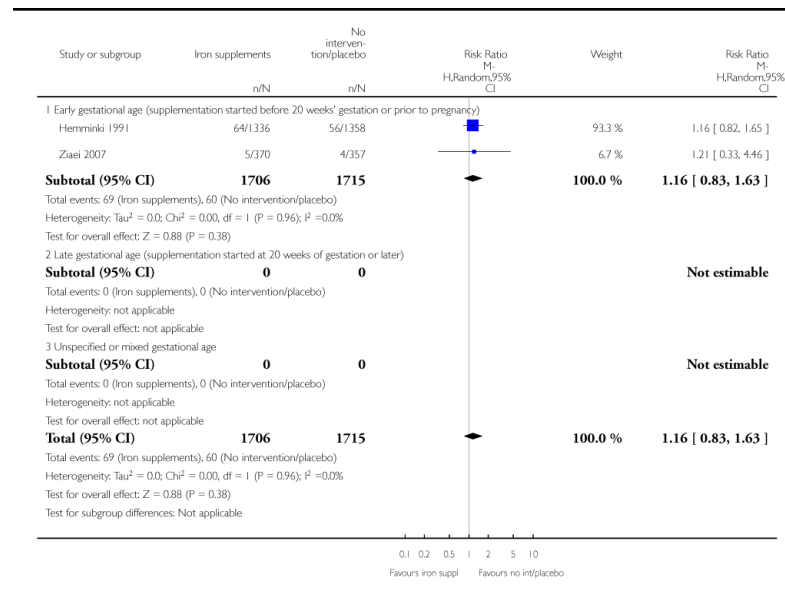 Study or subgroup Iron supplements No interven-tion/placebo Risk Ratio Weight Risk Ratio
n/N n/N M-H,Random,95% CI M-H,Random,95% CI
1 Early gestational age (supplementation started before 20 weeks' gestation or prior to pregnancy)
Hemminki 1991 64/1336 56/1358 93.3 % 1.16 [ 0.82, 1.65 ]
Ziaei 2007 5/370 4/357 6.7 % 1.21 [ 0.33, 4.46 ]
Subtotal (95% CI) 1706 1715 100.0 % 1.16 [ 0.83, 1.63 ]
Total events: 69 (Iron supplements), 60 (No intervention/placebo)
Heterogeneity: Tau² = 0.0; Chi² = 0.00, df = 1 (P = 0.96); I² =0.0%
Test for overall effect: Z = 0.88 (P = 0.38)
2 Late gestational age (supplementation started at 20 weeks of gestation or later)
Subtotal (95% CI) 0 0 Not estimable
Total events: 0 (Iron supplements), 0 (No intervention/placebo)
Heterogeneity: not applicable
Test for overall effect: not applicable
3 Unspecified or mixed gestational age
Subtotal (95% CI) 0 0 Not estimable
Total events: 0 (Iron supplements), 0 (No intervention/placebo)
Heterogeneity: not applicable
Test for overall effect: not applicable
Total (95% CI) 1706 1715 100.0 % 1.16 [ 0.83, 1.63 ]
Total events: 69 (Iron supplements), 60 (No intervention/placebo)
Heterogeneity: Tau² = 0.0; Chi² = 0.00, df = 1 (P = 0.96); I² =0.0%
Test for overall effect: Z = 0.88 (P = 0.38)
Test for subgroup differences: Not applicable
0.1 0.2 0.5 1 2 5 10
Favours iron suppl Favours no int/placebo